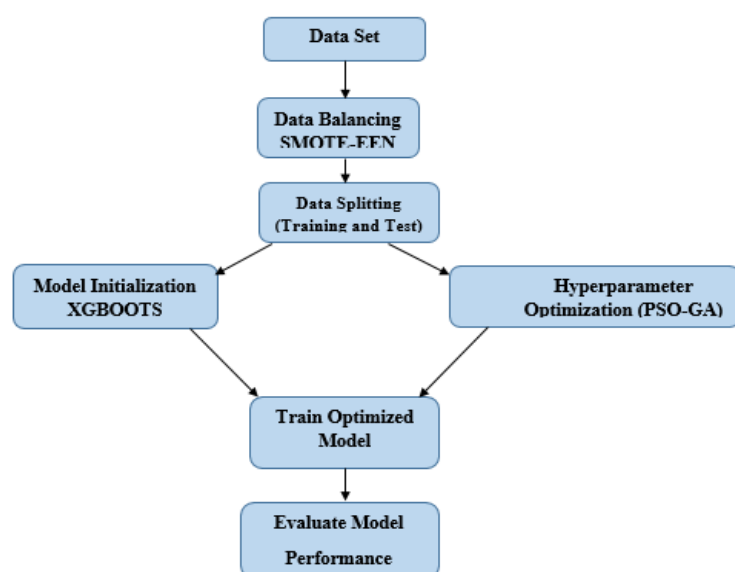 Data Set
Data Balancing
SMOTE-EEN
Data Splitting
(Training and Test)
Model Initialization
XGBOOTS
Hyperparameter
Optimization (PSO-GA)
Train Optimized
Model
Evaluate Model
Performance